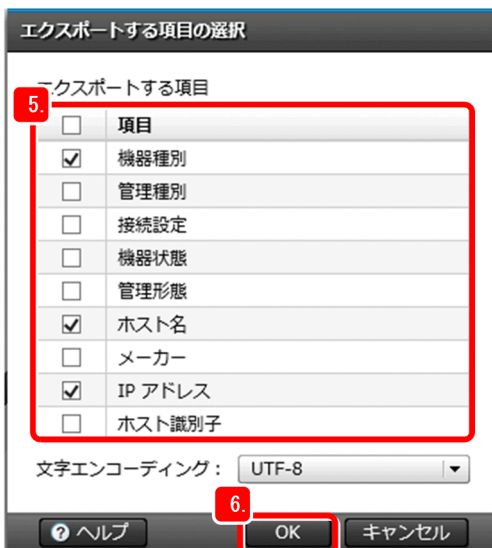 エクスポートする項目の選択
エクスポートする項目
5.
項目
機器種別
管理種別
接続設定
機器状態
管理形態
ホスト名
メーカー
IP アドレス
ホスト識別子
文字エンコーディング： UTF-8
6.
ヘルプ OK キャンセル